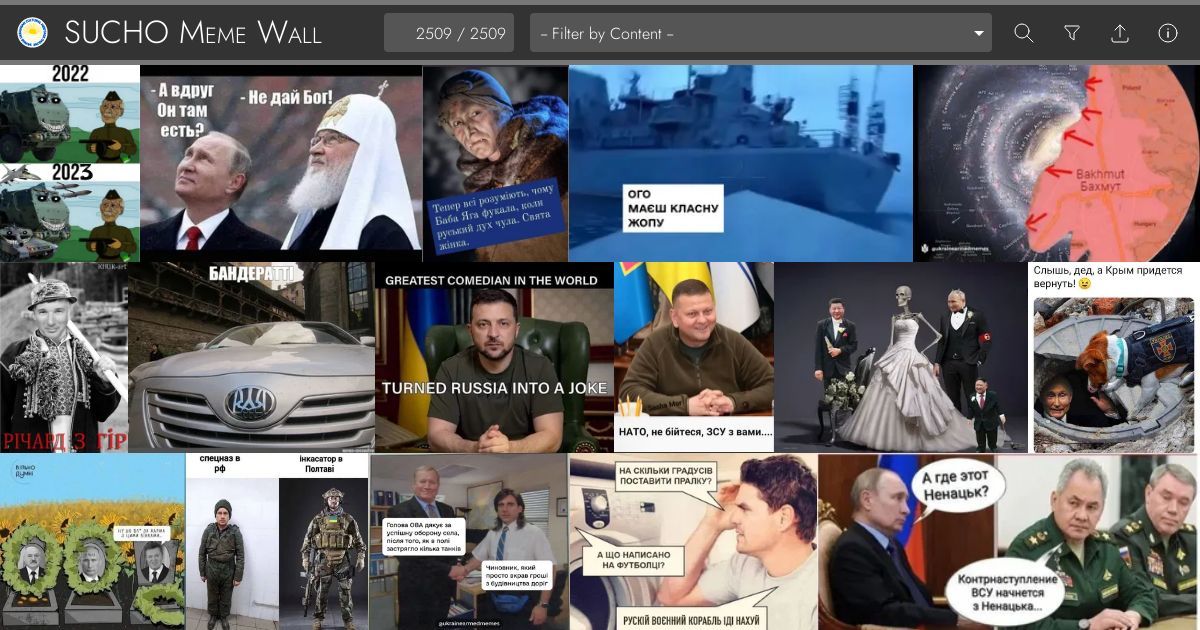 SUCHO Meme Wall
2509 / 2509
– Filter by Content –
2022
2023
- А вдруг
Он там
есть?
- Не дай Бог!
Тепер всі розуміють, чому
Баба Яга фукала, коли
руський дух чула. Свята
жінка.
ОГО
МАЄШ КЛАСНУ
ЖОПУ
Bakhmut
Бахмут
Poland
Hungary
@ukrainearmedmemes
РІЧАРД З ГІР
БАНДЕРАТТІ
GREATEST COMEDIAN IN THE WORLD
TURNED RUSSIA INTO A JOKE
Sasha Mer
НАТО, не бійтеся, ЗСУ з вами....
Слышь, дед, а Крым придется
вернуть! 😉
спецназ в
рф
інкасатор в
Полтаві
Голова ОВА дякує за
успішну оборону села,
після того, як в полі
застрягло кілька танків
Чиновник, який
просто вкрав гроші
з будівництва доріг
@ukrainearmedmemes
НА СКІЛЬКИ ГРАДУСІВ
ПОСТАВИТИ ПРАЛКУ?
А ЩО НАПИСАНО
НА ФУТБОЛЦІ?
РУСКІЙ ВОЄННИЙ КОРАБЛЬ ІДІ НАХУЙ
А где этот
Ненацьк?
Контрнаступление
ВСУ начнется
з Ненацька...